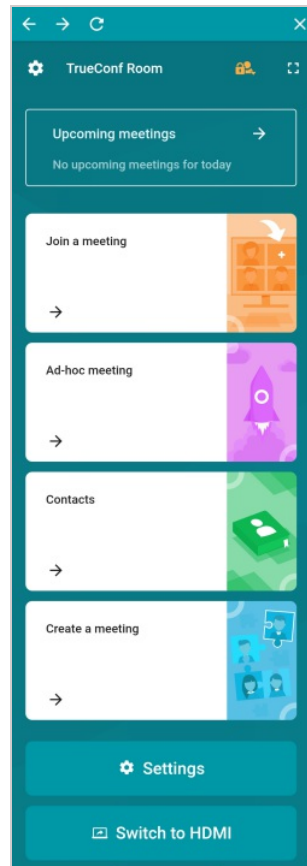 TrueConf Room
Upcoming meetings
No upcoming meetings for today
Join a meeting
Ad-hoc meeting
Contacts
Create a meeting
Settings
Switch to HDMI